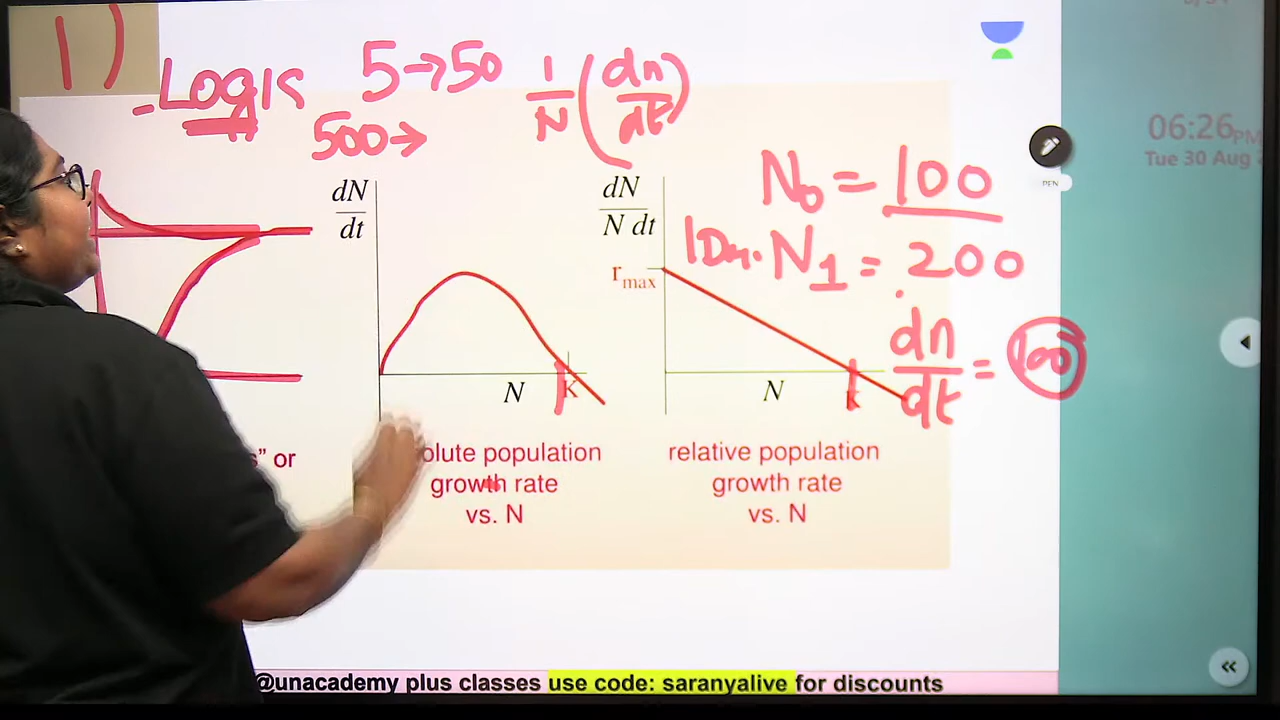 1)
-Logis 5→50
500→
1/N (dn/dt)
dN/dt
dN/N dt
N₀ = 100
1Dn. N₁ = 200
rmax
dn/dt = 100
N K
N K
s” or
olute population growth rate vs. N
relative population growth rate vs. N
06:26PM
Tue 30 Aug
PEN
@unacademy plus classes use code: saranyalive for discounts